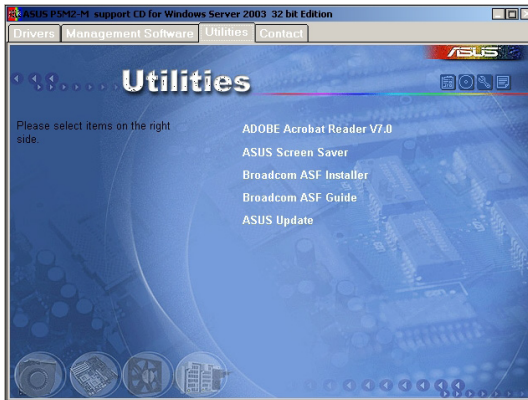 ASUS P5M2-M support CD for Windows Server 2003 32 bit Edition
Drivers Management Software Utilities Contact
ASUS
Utilities
Please select items on the right
side.
ADOBE Acrobat Reader V7.0
ASUS Screen Saver
Broadcom ASF Installer
Broadcom ASF Guide
ASUS Update